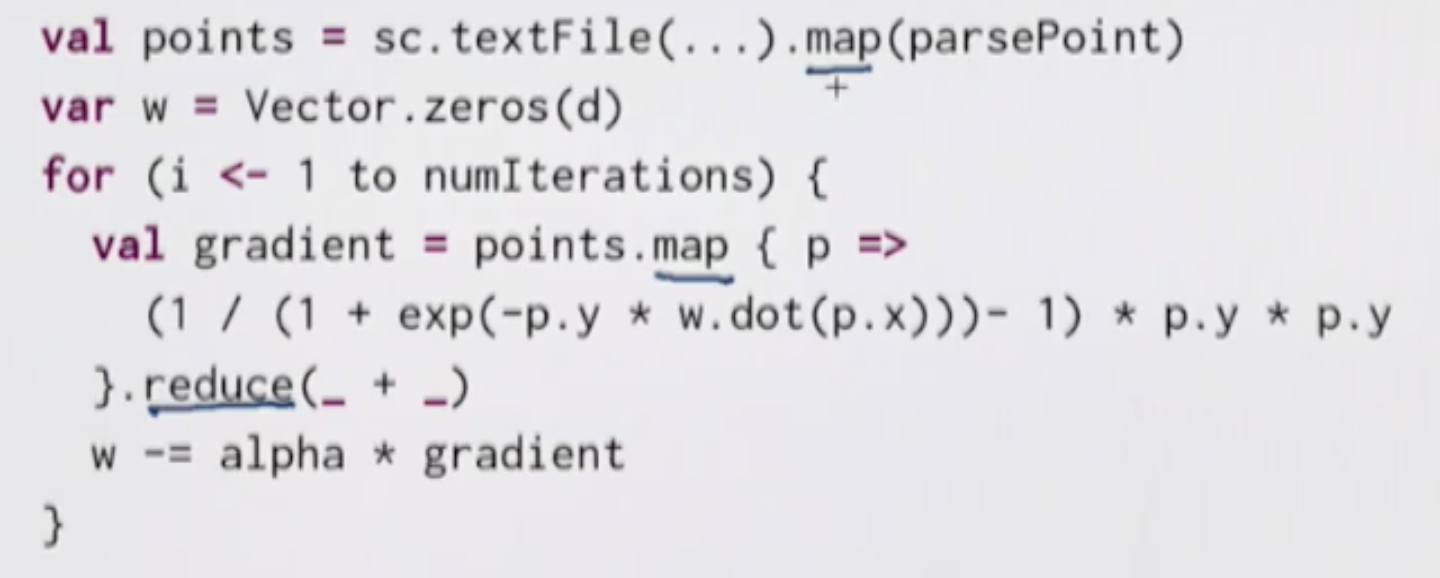 val points = sc.textFile(...).map(parsePoint)
var w = Vector.zeros(d)
for (i <- 1 to numIterations) {
  val gradient = points.map { p =>
    (1 / (1 + exp(-p.y * w.dot(p.x)))- 1) * p.y * p.y
  }.reduce(_ + _)
  w -= alpha * gradient
}